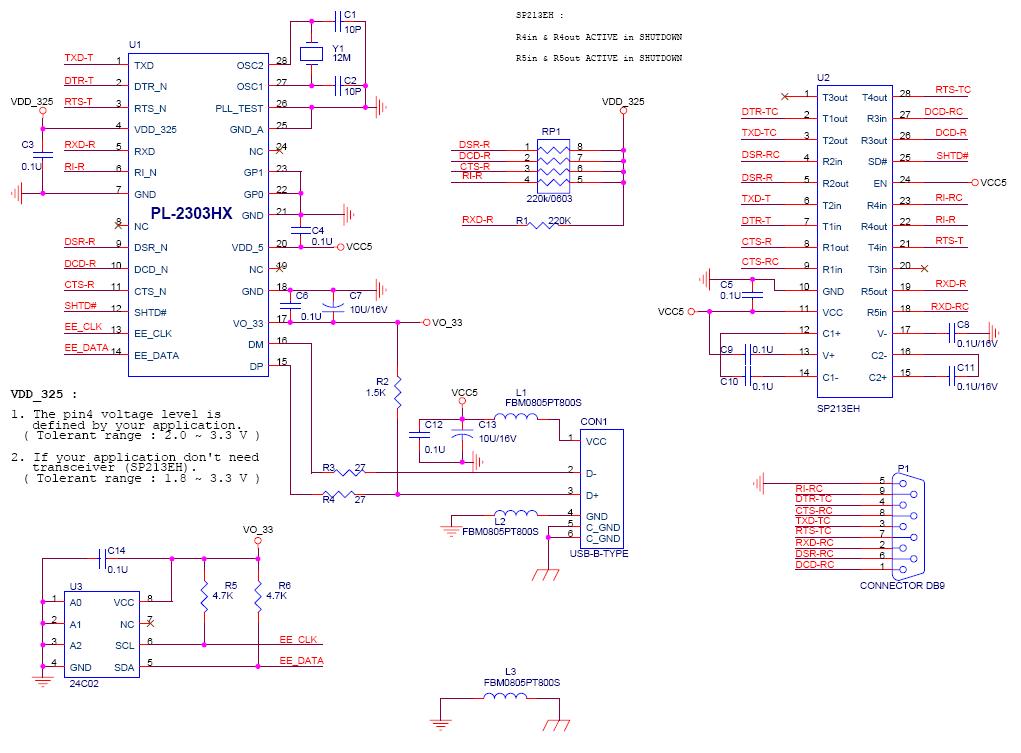 SP213EH :
R4in & R4out ACTIVE in SHUTDOWN
R5in & R5out ACTIVE in SHUTDOWN
U1
PL-2303HX
TXD-T 1 TXD
DTR-T 2 DTR_N
RTS-T 3 RTS_N
VDD_325
4 VDD_325
C3
0.1U
RXD-R 5 RXD
RI-R 6 RI_N
7 GND
8 NC
DSR-R 9 DSR_N
DCD-R 10 DCD_N
CTS-R 11 CTS_N
SHTD# 12 SHTD#
EE_CLK 13 EE_CLK
EE_DATA 14 EE_DATA
OSC2 28
OSC1 27
PLL_TEST 26
GND_A 25
NC 24
GP1 23
GP0 22
GND 21
VDD_5 20
NC 19
GND 18
VO_33 17
DM 16
DP 15
C1
10P
Y1
12M
C2
10P
C4
0.1U
VCC5
C6
0.1U
C7
10U/16V
VO_33
VDD_325
RP1
DSR-R 1 8
DCD-R 2 7
CTS-R 3 6
RI-R 4 5
220k/0603
RXD-R R1 220K
U2
1 T3out T4out 28 RTS-TC
DTR-TC 2 T1out R3in 27 DCD-RC
TXD-TC 3 T2out R3out 26 DCD-R
DSR-RC 4 R2in SD# 25 SHTD#
DSR-R 5 R2out EN 24 VCC5
TXD-T 6 T2in R4in 23 RI-RC
DTR-T 7 T1in R4out 22 RI-R
CTS-R 8 R1out T4in 21 RTS-T
CTS-RC 9 R1in T3in 20
10 GND R5out 19 RXD-R
11 VCC R5in 18 RXD-RC
12 C1+ V- 17
13 V+ C2- 16
14 C1- C2+ 15
SP213EH
C5
0.1U
VCC5
C9 0.1U
C10 0.1U
C8
0.1U/16V
C11
0.1U/16V
VDD_325 :
1. The pin4 voltage level is
defined by your application.
( Tolerant range : 2.0 ~ 3.3 V )
2. If your application don't need
transceiver (SP213EH).
( Tolerant range : 1.8 ~ 3.3 V )
R2
1.5K
R3 27
R4 27
VCC5
C12
0.1U
C13
10U/16V
L1
FBM0805PT800S
L2
FBM0805PT800S
CON1
1 VCC
2 D-
3 D+
4 GND
5 C_GND
6 C_GND
USB-B-TYPE
P1
5
RI-RC 9
DTR-TC 4
CTS-RC 8
TXD-TC 3
RTS-TC 7
RXD-RC 2
DSR-RC 6
DCD-RC 1
CONNECTOR DB9
VO_33
C14
0.1U
U3
1 A0 VCC 8
2 A1 NC 7
3 A2 SCL 6
4 GND SDA 5
24C02
R5
4.7K
R6
4.7K
EE_CLK
EE_DATA
L3
FBM0805PT800S